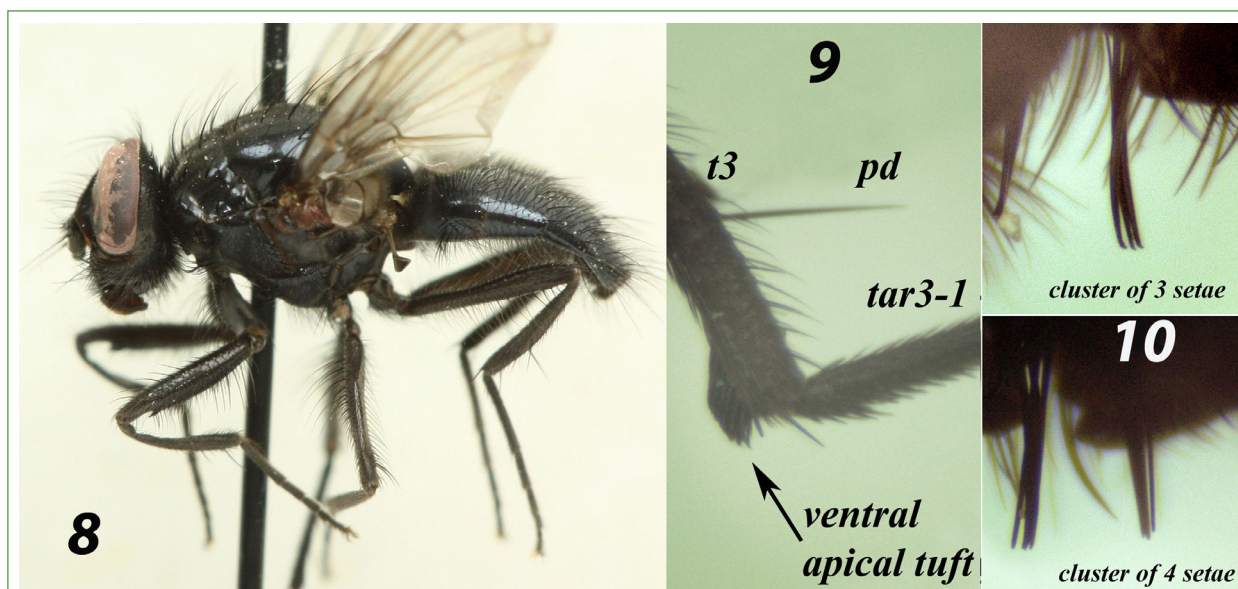 8
9
t3
pd
tar3-1
ventral
apical tuft
cluster of 3 setae
10
cluster of 4 setae